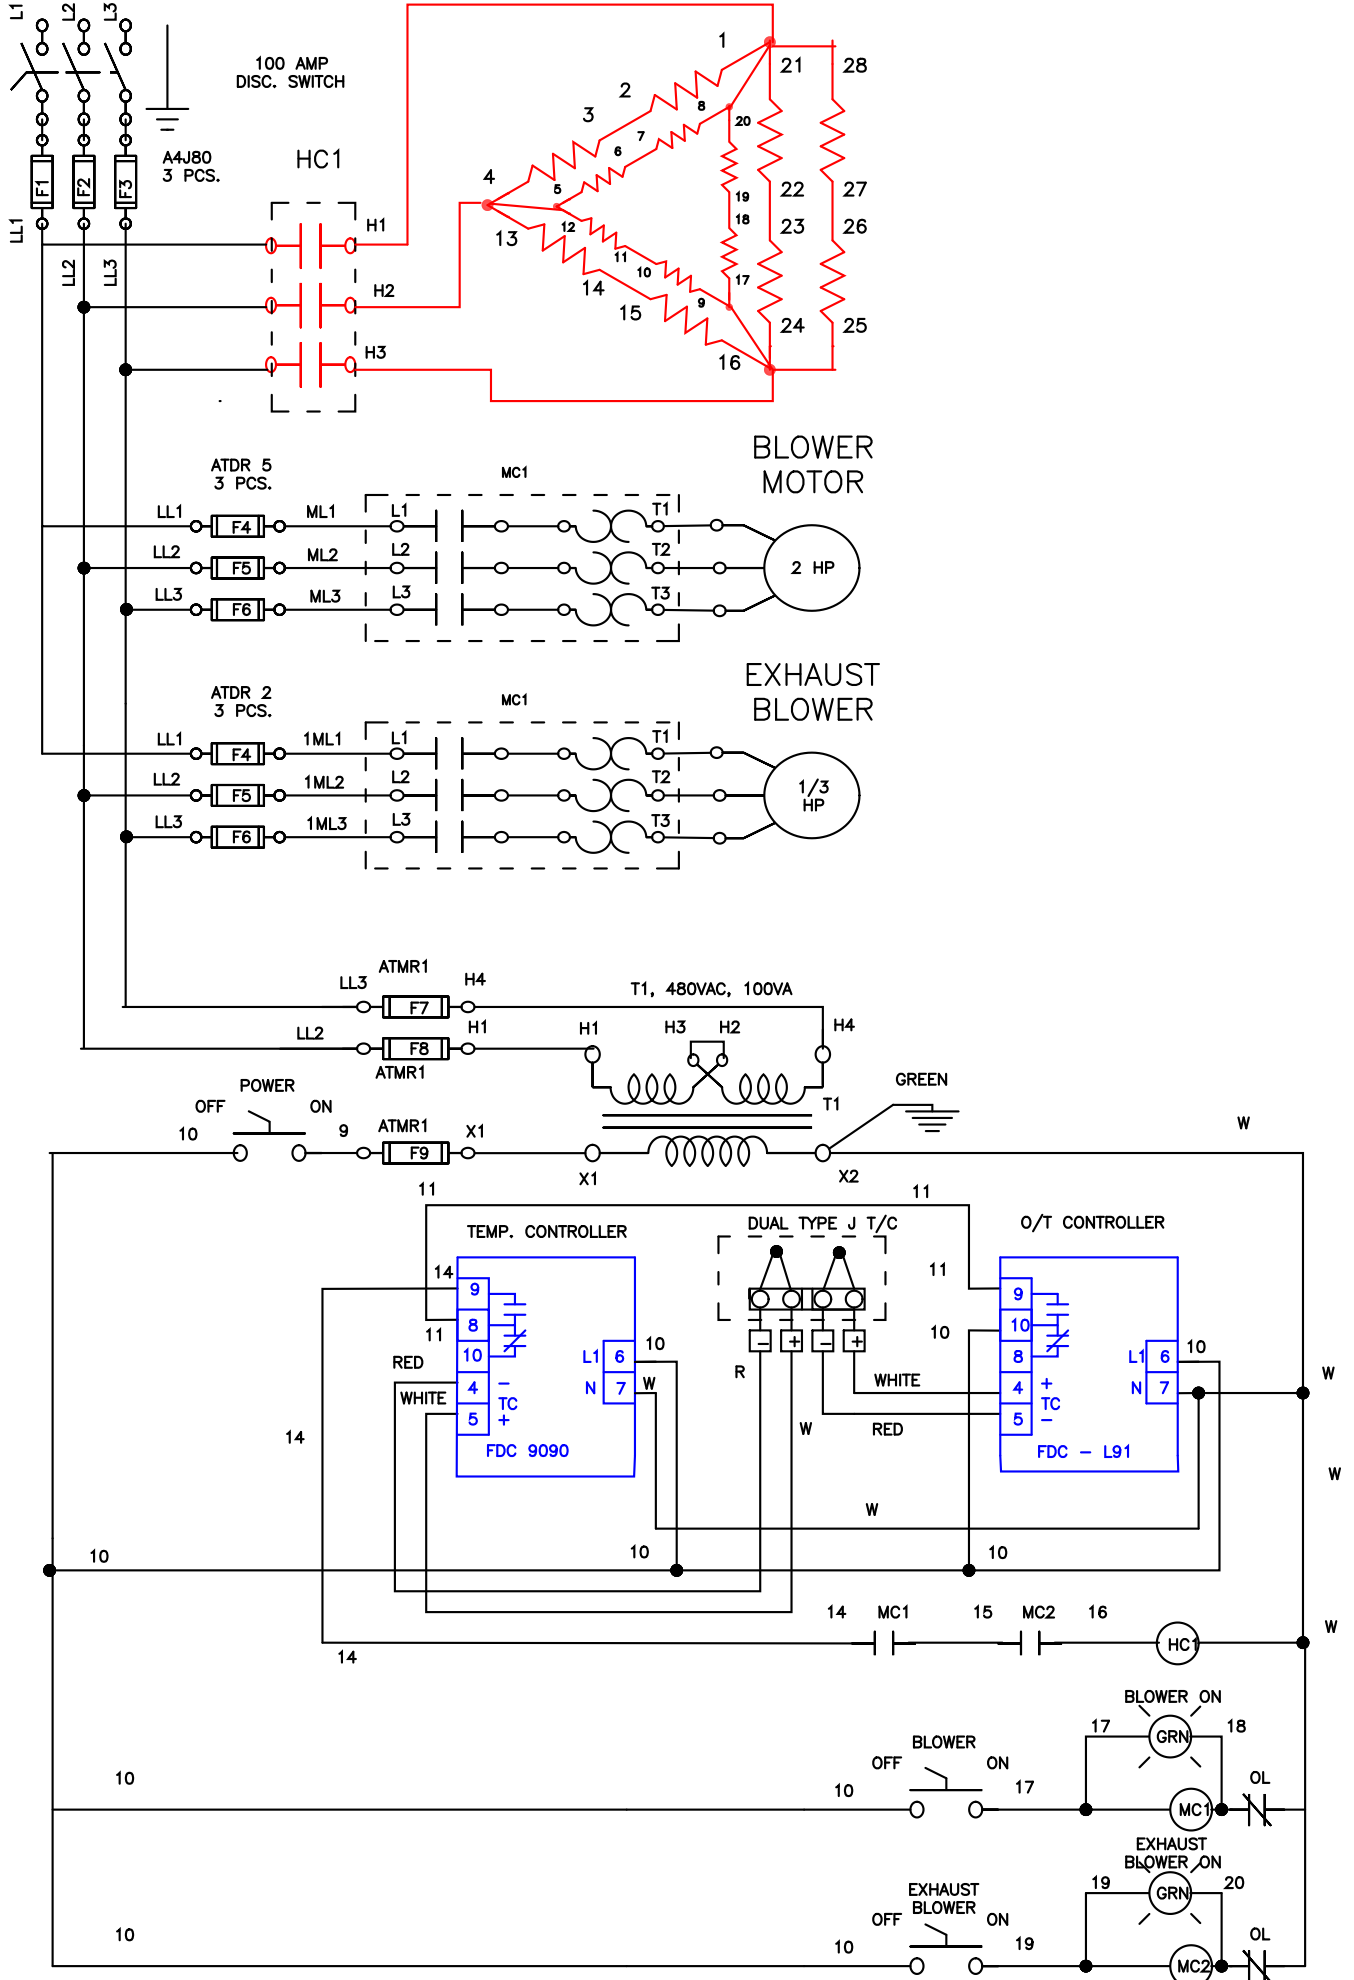 L1
L2
L3
100 AMP
DISC. SWITCH
A4J80
3 PCS.
F1
F2
F3
LL1
LL2
LL3
HC1
H1
H2
H3
1
2
3
4
5
6
7
8
20
19
18
17
12
11
10
9
13
14
15
16
21
22
23
24
28
27
26
25
BLOWER
MOTOR
ATDR 5
3 PCS.
MC1
LL1 F4 ML1 L1 T1
LL2 F5 ML2 L2 T2 2 HP
LL3 F6 ML3 L3 T3
EXHAUST
BLOWER
ATDR 2
3 PCS.
MC1
LL1 F4 1ML1 L1 T1
LL2 F5 1ML2 L2 T2 1/3
HP
LL3 F6 1ML3 L3 T3
ATMR1
LL3 F7 H4
T1, 480VAC, 100VA
LL2 F8 H1
ATMR1
H1 H3 H2 H4
T1
GREEN
POWER
OFF ON
10 9
ATMR1
F9
X1
X1 X2
W
11 11
TEMP. CONTROLLER
DUAL TYPE J T/C
O/T CONTROLLER
14 9
8
11
10
RED 4 −
TC
WHITE 5 +
L1 6 10
N 7 W
FDC 9090
− + − +
R
W
WHITE
RED
11 9
10 10
8
4 +
TC
5 −
L1 6 10
N 7
FDC − L91
W
W
W
14
10 10 10
14 MC1 15 MC2 16 HC1
W
14
BLOWER ON
17 GRN 18
BLOWER
OFF ON
10 10 17 MC1 OL
EXHAUST
BLOWER ON
19 GRN 20
EXHAUST
BLOWER
OFF ON
10 10 19 MC2 OL